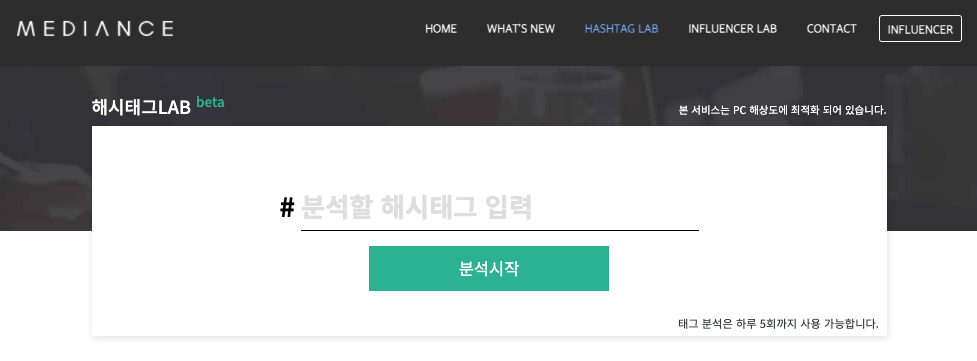 MEDIANCE
HOME WHAT'S NEW HASHTAG LAB INFLUENCER LAB CONTACT INFLUENCER
해시태그LAB beta
본 서비스는 PC 해상도에 최적화 되어 있습니다.
# 분석할 해시태그 입력
분석시작
태그 분석은 하루 5회까지 사용 가능합니다.